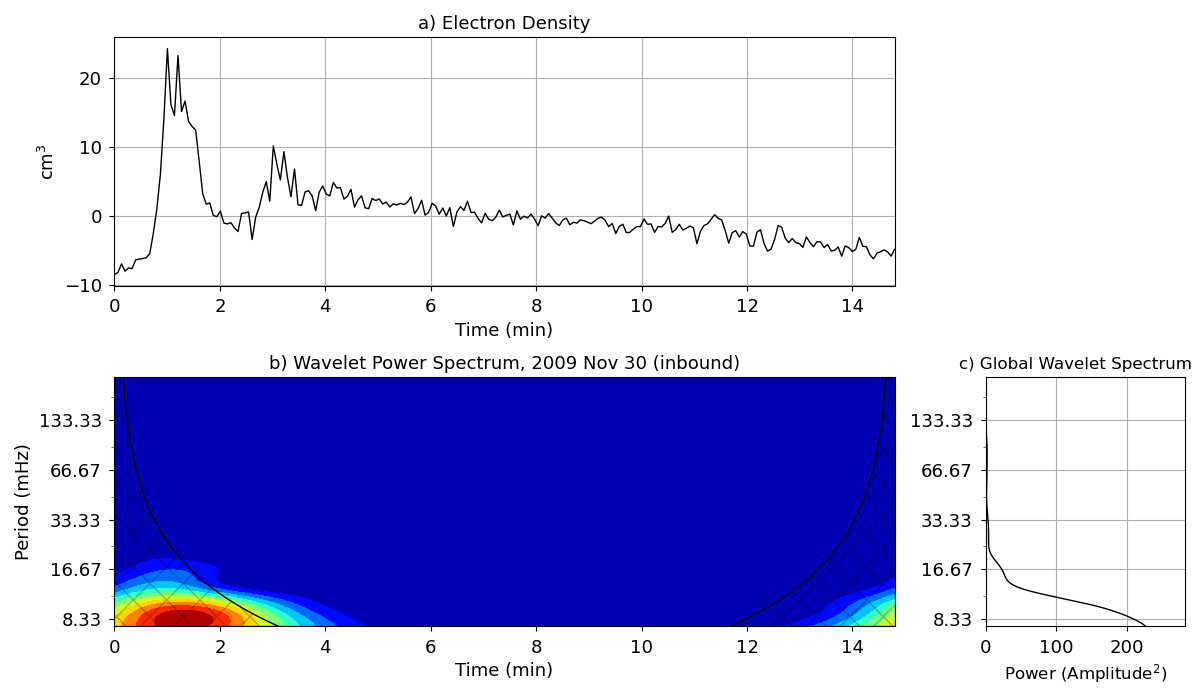 a) Electron Density
20
10
0
−10
cm³
0 2 4 6 8 10 12 14
Time (min)
b) Wavelet Power Spectrum, 2009 Nov 30 (inbound)
133.33
66.67
33.33
16.67
8.33
Period (mHz)
0 2 4 6 8 10 12 14
Time (min)
c) Global Wavelet Spectrum
133.33
66.67
33.33
16.67
8.33
0 100 200
Power (Amplitude²)